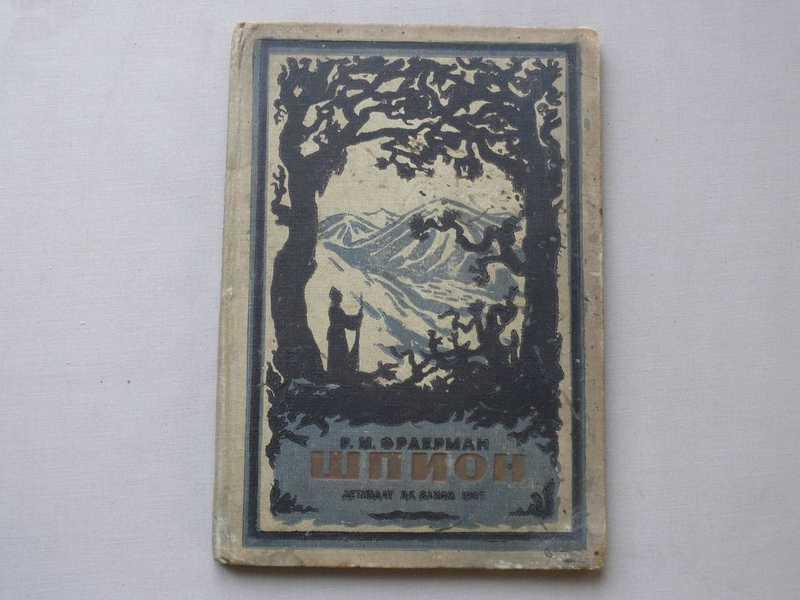 Р. И. ФРАЕРМАН
ШПИОН
ДЕТИЗДАТ ЦК ВЛКСМ 1937